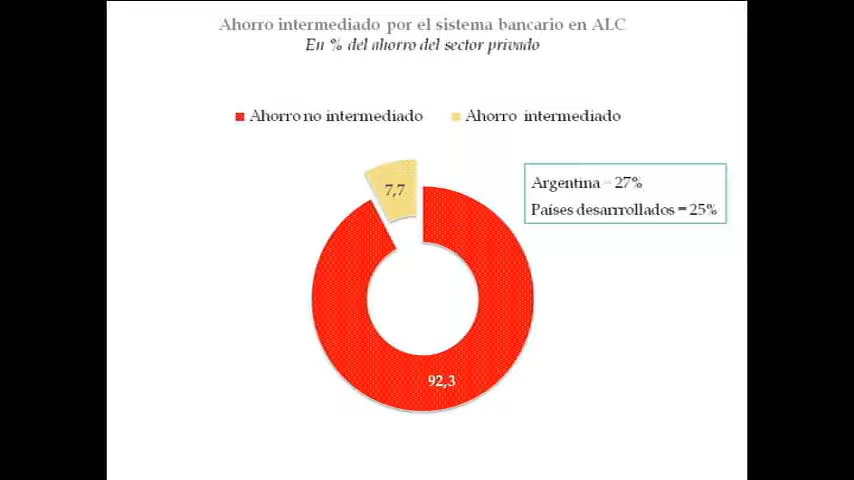 Ahorro intermediado por el sistema bancario en ALC
En % del ahorro del sector privado
Ahorro no intermediado
Ahorro intermediado
7,7
Argentina = 27%
Países desarrrollados = 25%
92,3